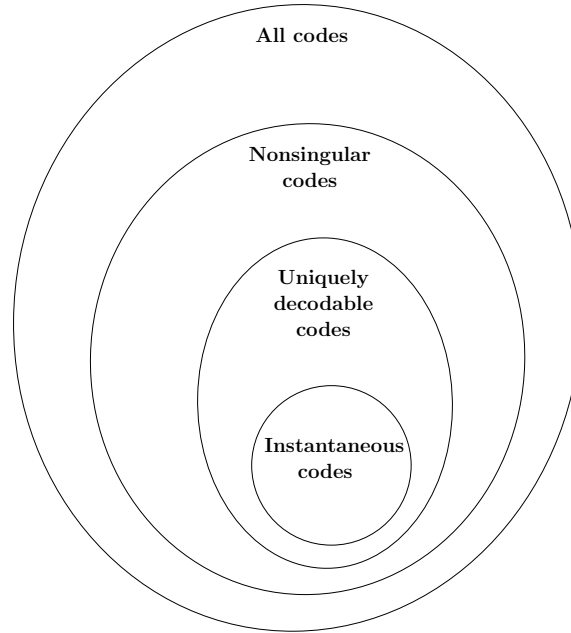 All codes
Nonsingular
codes
Uniquely
decodable
codes
Instantaneous
codes